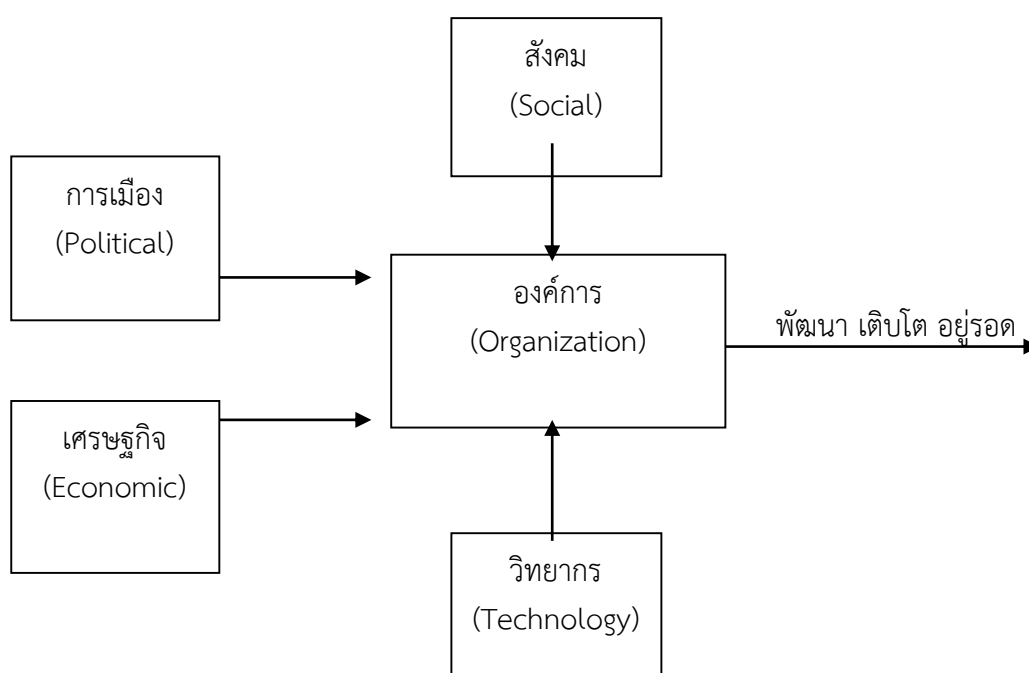 สังคม
(Social)
การเมือง
(Political)
องค์การ
(Organization)
พัฒนา เติบโต อยู่รอด
เศรษฐกิจ
(Economic)
วิทยากร
(Technology)